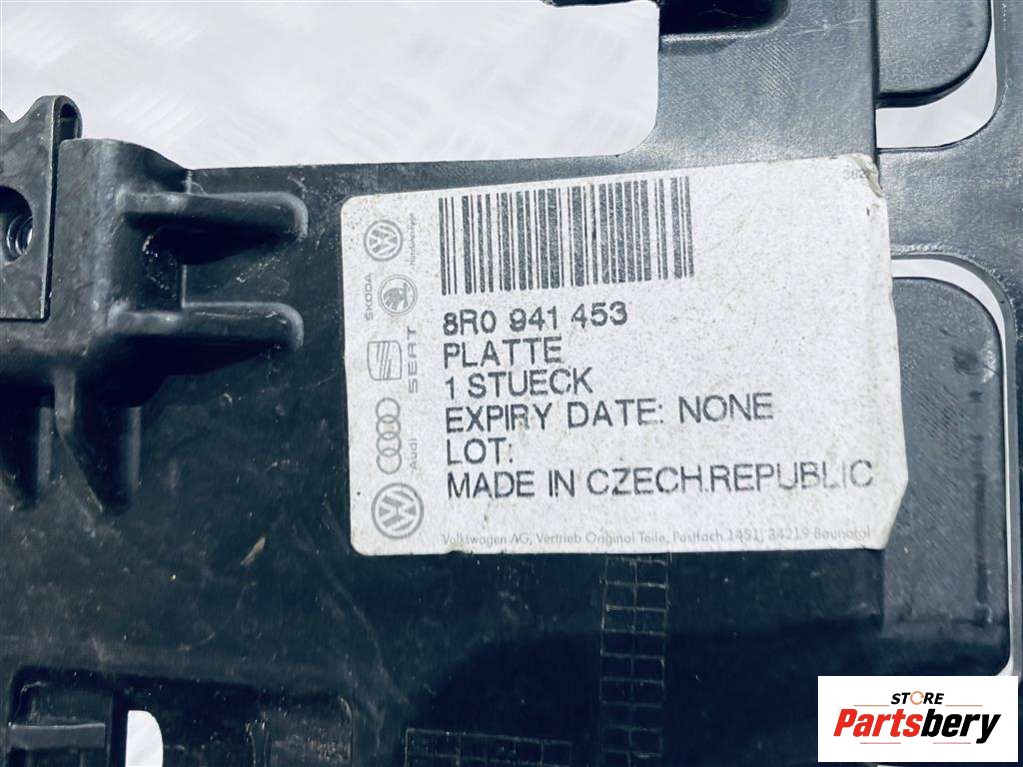 8R0 941 453
PLATTE
1 STUECK
EXPIRY DATE: NONE
LOT:
MADE IN CZECH.REPUBLIC
Volkswagen AG, Vertrieb Original Teile, Postfach 1451, 34219 Baunatal
ŠKODA
SEAT
Audi
STORE
Partsbery